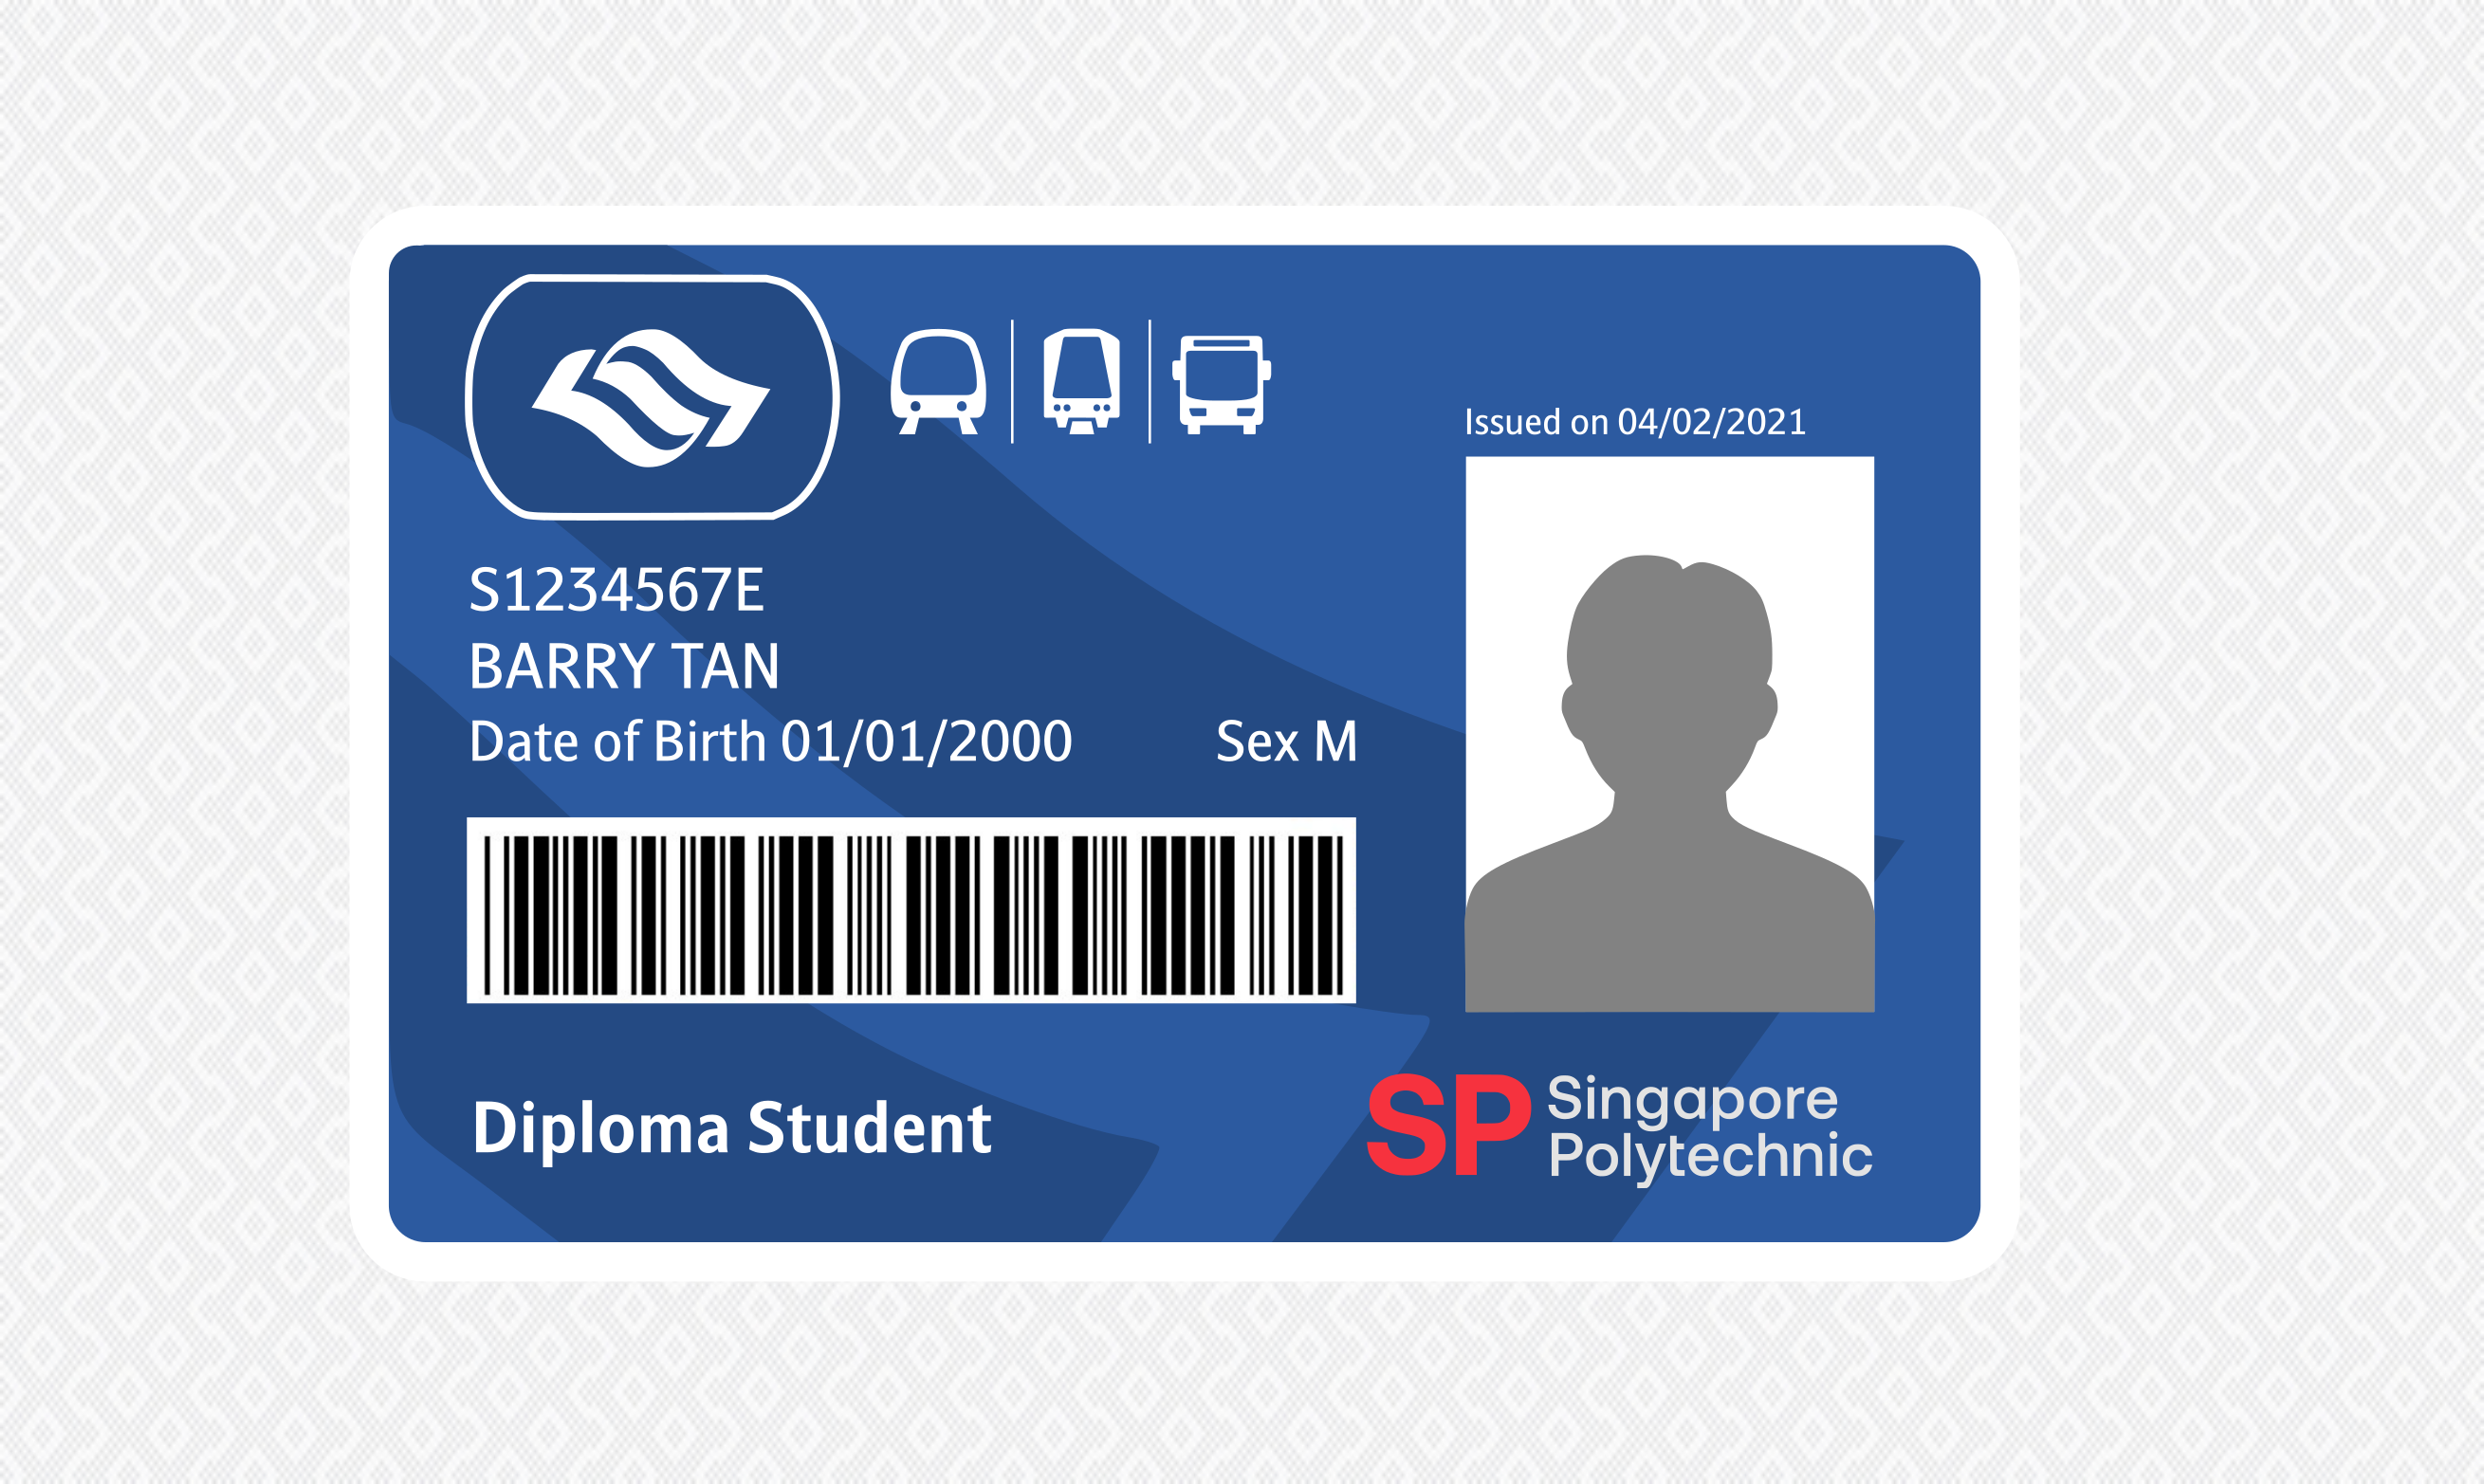 Issued on 04/02/2021
S1234567E
BARRY TAN
Date of Birth 01/01/2000 Sex M
Diploma Student
SP Singapore
Polytechnic